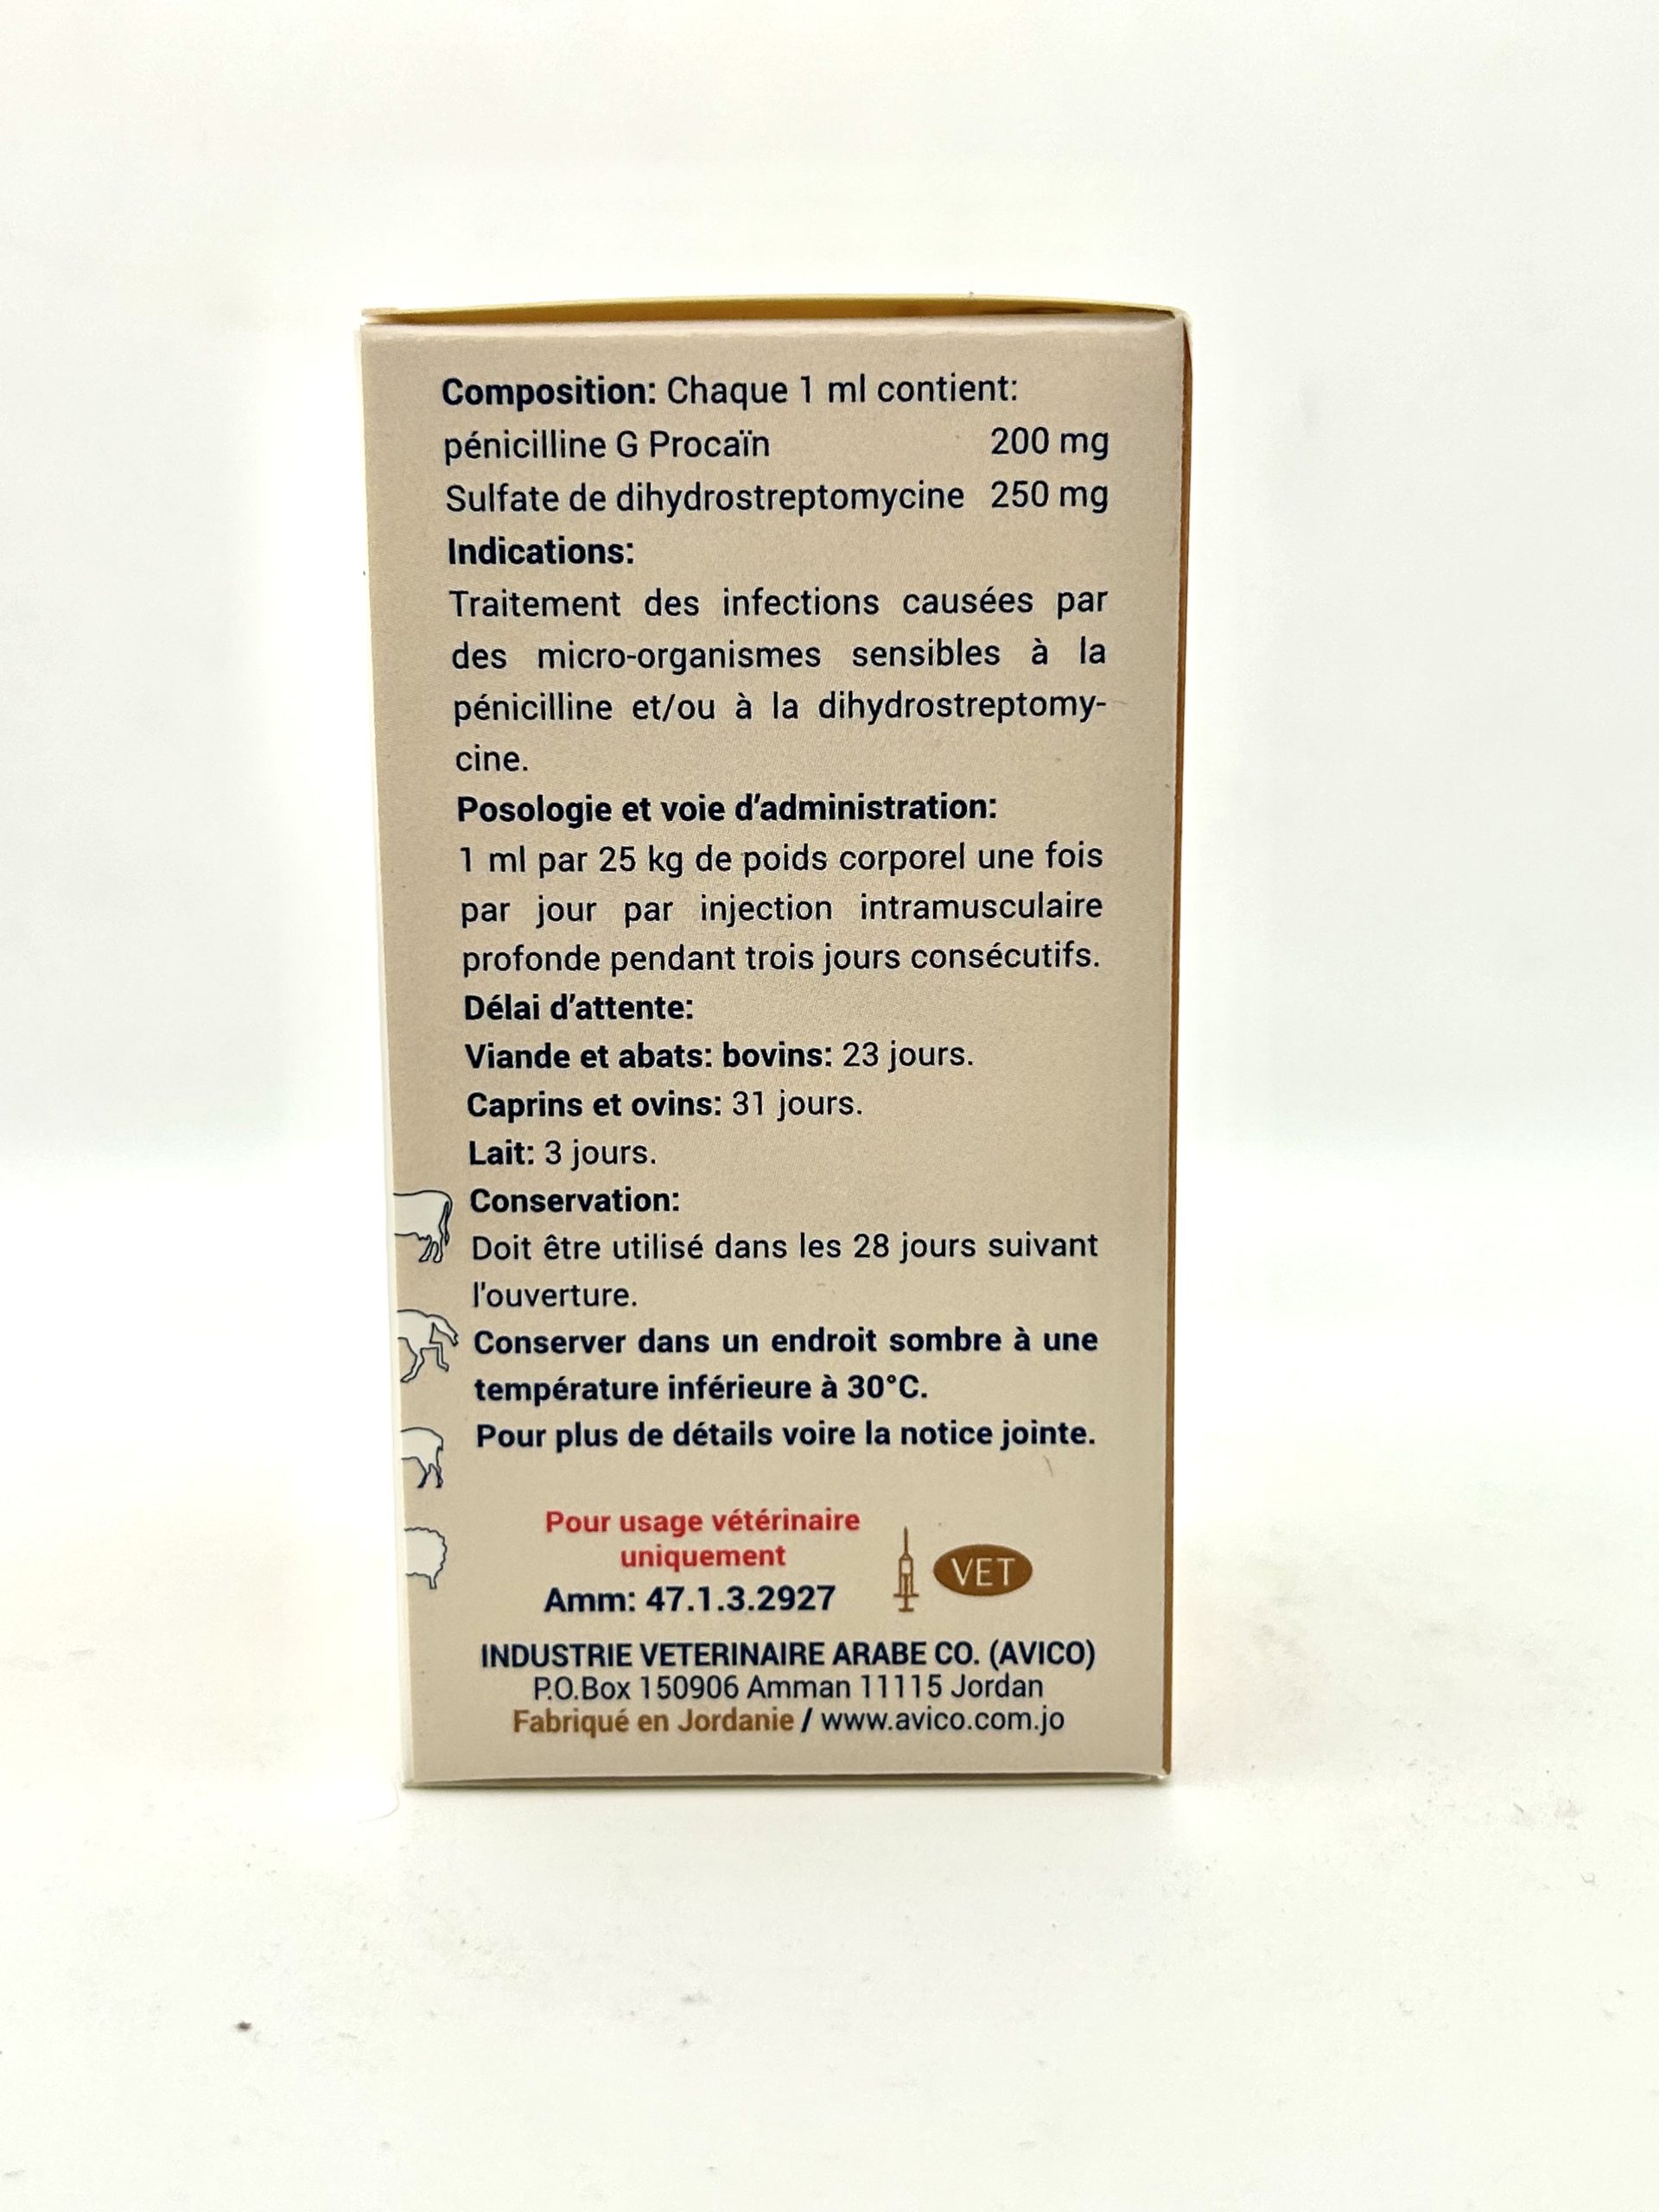 Composition: Chaque 1 ml contient:
pénicilline G Procaïn 200 mg
Sulfate de dihydrostreptomycine 250 mg
Indications:
Traitement des infections causées par
des micro-organismes sensibles à la
pénicilline et/ou à la dihydrostreptomy-
cine.
Posologie et voie d'administration:
1 ml par 25 kg de poids corporel une fois
par jour par injection intramusculaire
profonde pendant trois jours consécutifs.
Délai d'attente:
Viande et abats: bovins: 23 jours.
Caprins et ovins: 31 jours.
Lait: 3 jours.
Conservation:
Doit être utilisé dans les 28 jours suivant
l'ouverture.
Conserver dans un endroit sombre à une
température inférieure à 30°C.
Pour plus de détails voire la notice jointe.
Pour usage vétérinaire
uniquement
VET
Amm: 47.1.3.2927
INDUSTRIE VETERINAIRE ARABE CO. (AVICO)
P.O.Box 150906 Amman 11115 Jordan
Fabriqué en Jordanie / www.avico.com.jo